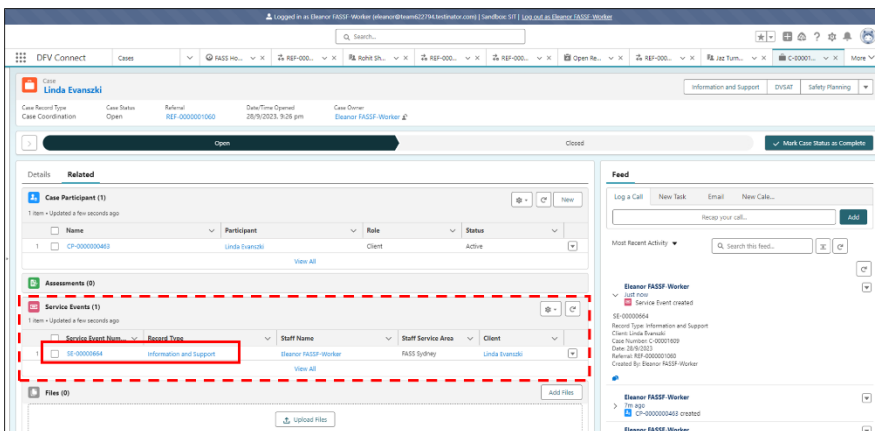 Logged in as Eleanor FASSF-Worker (eleanor@team622794.testinator.com) | Sandbox: SIT | Log out as Eleanor FASSF-Worker
Search...
DFV Connect Cases FASS Ho... REF-000... Rohit Sh... REF-000... REF-000... Open Re... REF-000... Jaz Tum... C-00001... More
Case
Linda Evanszki
Information and Support DVSAT Safety Planning
Case Record Type Case Status Referral Date/Time Opened Case Owner
Case Coordination Open REF-0000001060 28/9/2023, 9:26 pm Eleanor FASSF-Worker
Open Closed Mark Case Status as Complete
Details Related
Case Participant (1) New
1 item • Updated a few seconds ago
Name Participant Role Status
1 CP-0000000463 Linda Evanszki Client Active
View All
Assessments (0)
Service Events (1)
1 item • Updated a few seconds ago
Service Event Num... Record Type Staff Name Staff Service Area Client
1 SE-00000664 Information and Support Eleanor FASSF-Worker FASS Sydney Linda Evanszki
View All
Files (0) Add Files
Upload Files
Feed
Log a Call New Task Email New Cale...
Recap your call... Add
Most Recent Activity Search this feed...
Eleanor FASSF-Worker
Just now
Service Event created
SE-00000664
Record Type: Information and Support
Client: Linda Evanszki
Case Number: C-00001609
Date: 28/9/2023
Referral: REF-0000001060
Created By: Eleanor FASSF-Worker
Eleanor FASSF-Worker
7m ago
CP-0000000463 created
Eleanor FASSF-Worker